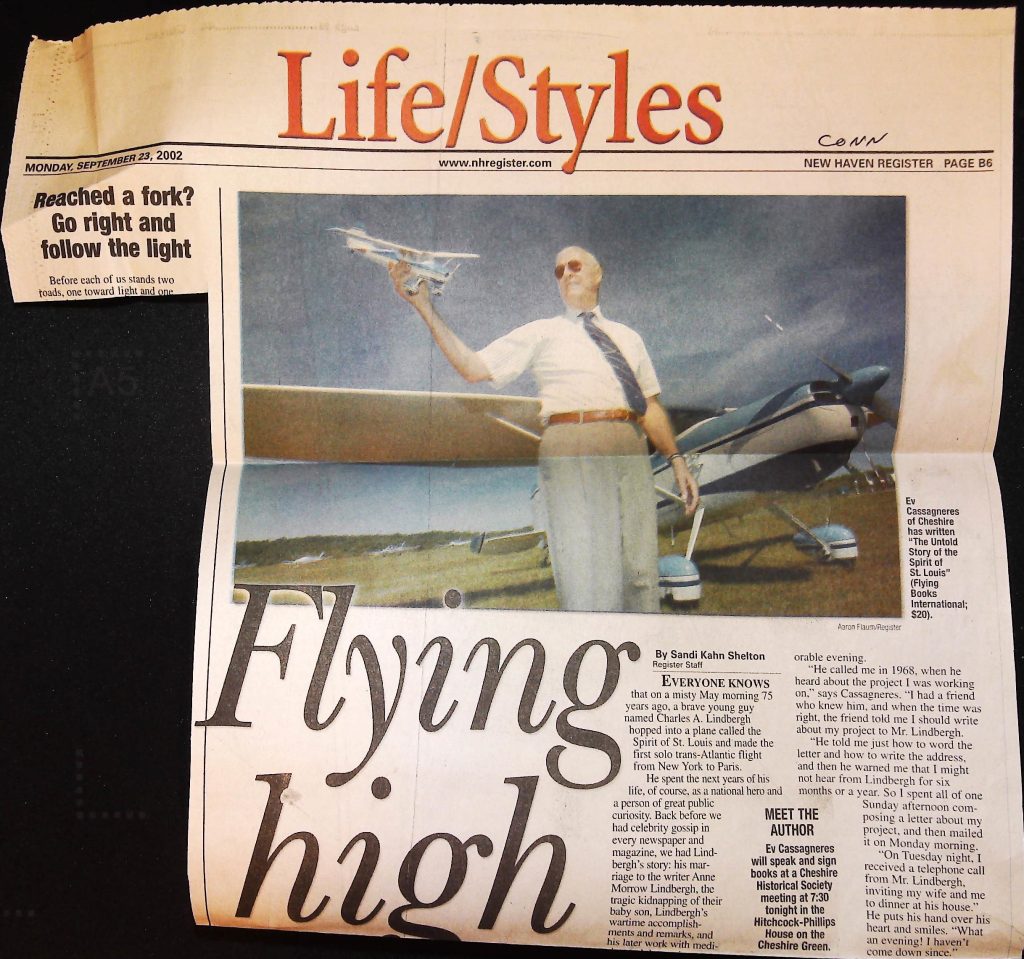 Life/Styles
CONN
MONDAY, SEPTEMBER 23, 2002
www.nhregister.com
NEW HAVEN REGISTER PAGE B6
Reached a fork?
Go right and
follow the light
Before each of us stands two
roads, one toward light and one
Ev
Cassagneres
of Cheshire
has written
"The Untold
Story of the
Spirit of
St. Louis"
(Flying
Books
International;
$20).
Aaron Flaum/Register
Flying
high
By Sandi Kahn Shelton
Register Staff
EVERYONE KNOWS
that on a misty May morning 75
years ago, a brave young guy
named Charles A. Lindbergh
hopped into a plane called the
Spirit of St. Louis and made the
first solo trans-Atlantic flight
from New York to Paris.
He spent the next years of his
life, of course, as a national hero and
a person of great public
curiosity. Back before we
had celebrity gossip in
every newspaper and
magazine, we had Lind-
bergh's story: his mar-
riage to the writer Anne
Morrow Lindbergh, the
tragic kidnapping of their
baby son, Lindbergh's
wartime accomplish-
ments and remarks, and
his later work with medi-
MEET THE
AUTHOR
Ev Cassagneres
will speak and sign
books at a Cheshire
Historical Society
meeting at 7:30
tonight in the
Hitchcock-Phillips
House on the
Cheshire Green.
orable evening.
"He called me in 1968, when he
heard about the project I was working
on," says Cassagneres. "I had a friend
who knew him, and when the time was
right, the friend told me I should write
about my project to Mr. Lindbergh.
"He told me just how to word the
letter and how to write the address,
and then he warned me that I might
not hear from Lindbergh for six
months or a year. So I spent all of one
Sunday afternoon com-
posing a letter about my
project, and then mailed
it on Monday morning.
"On Tuesday night, I
received a telephone call
from Mr. Lindbergh,
inviting my wife and me
to dinner at his house."
He puts his hand over his
heart and smiles. "What
an evening! I haven't
come down since."
A5